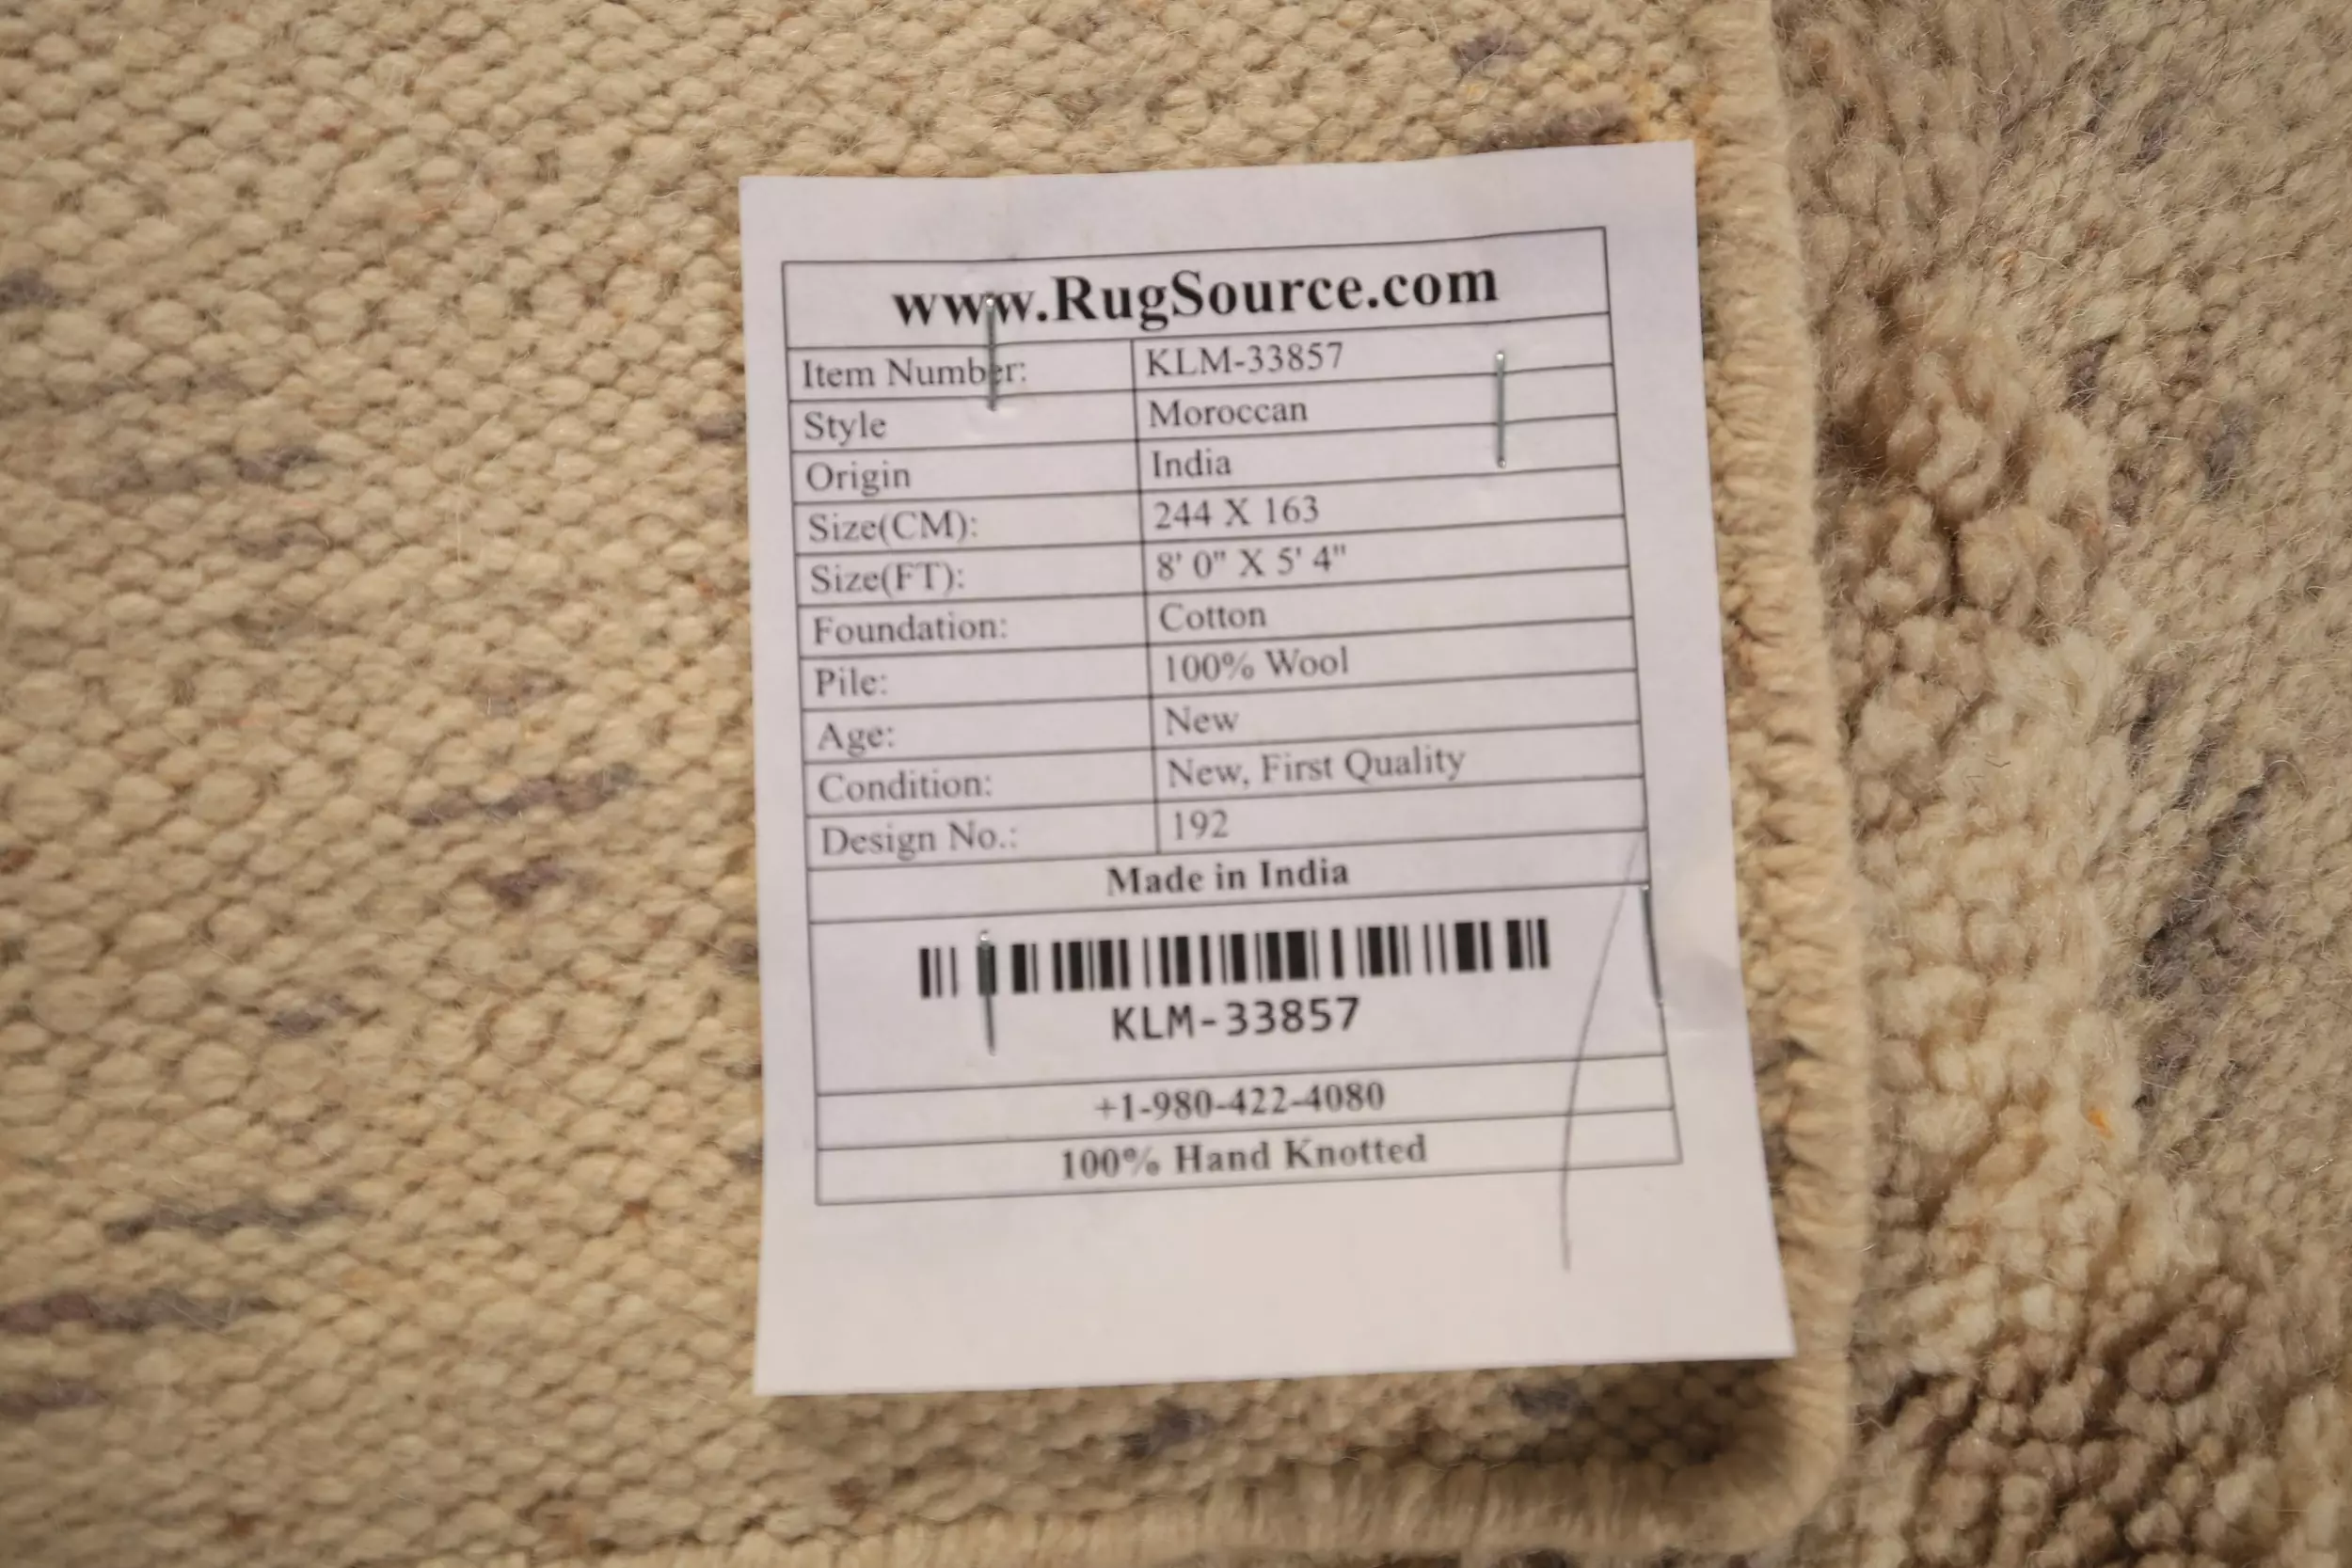 www.RugSource.com
Item Number: KLM-33857
Style Moroccan
Origin India
Size(CM): 244 X 163
Size(FT): 8' 0" X 5' 4"
Foundation: Cotton
Pile: 100% Wool
Age: New
Condition: New, First Quality
Design No.: 192
Made in India
KLM-33857
+1-980-422-4080
100% Hand Knotted